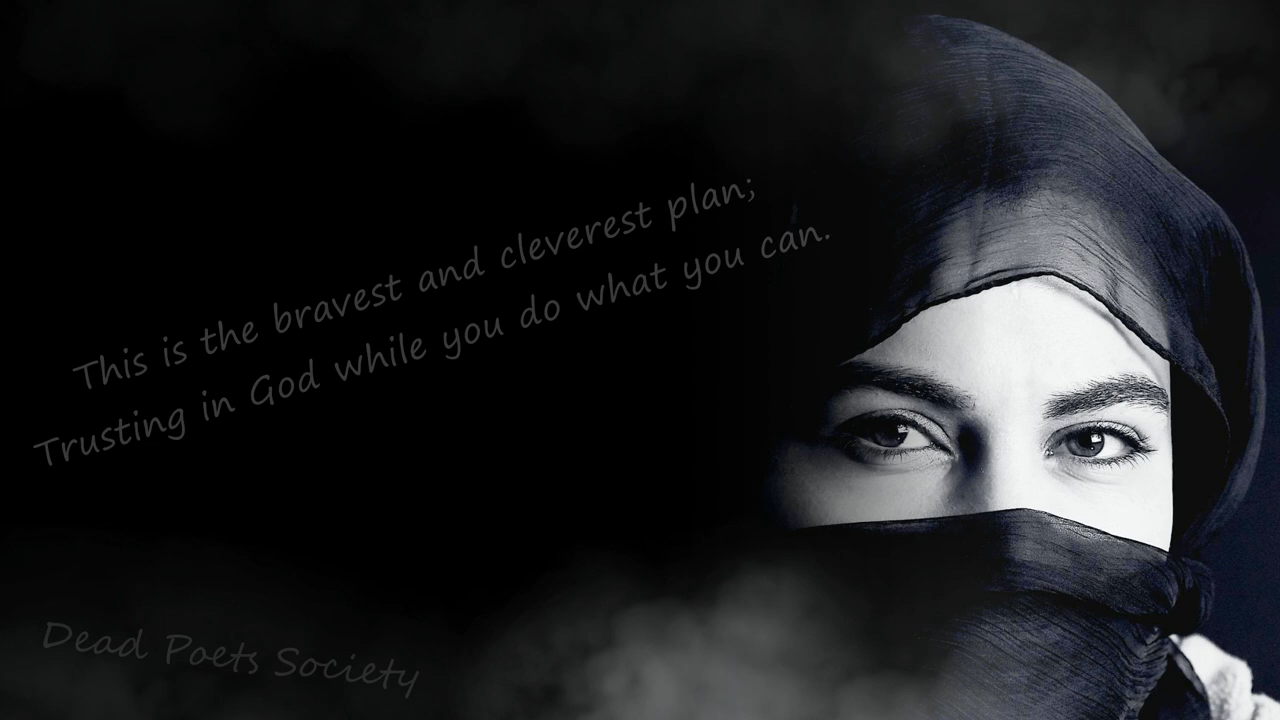 This is the bravest and cleverest plan;
Trusting in God while you do what you can.
Dead Poets Society